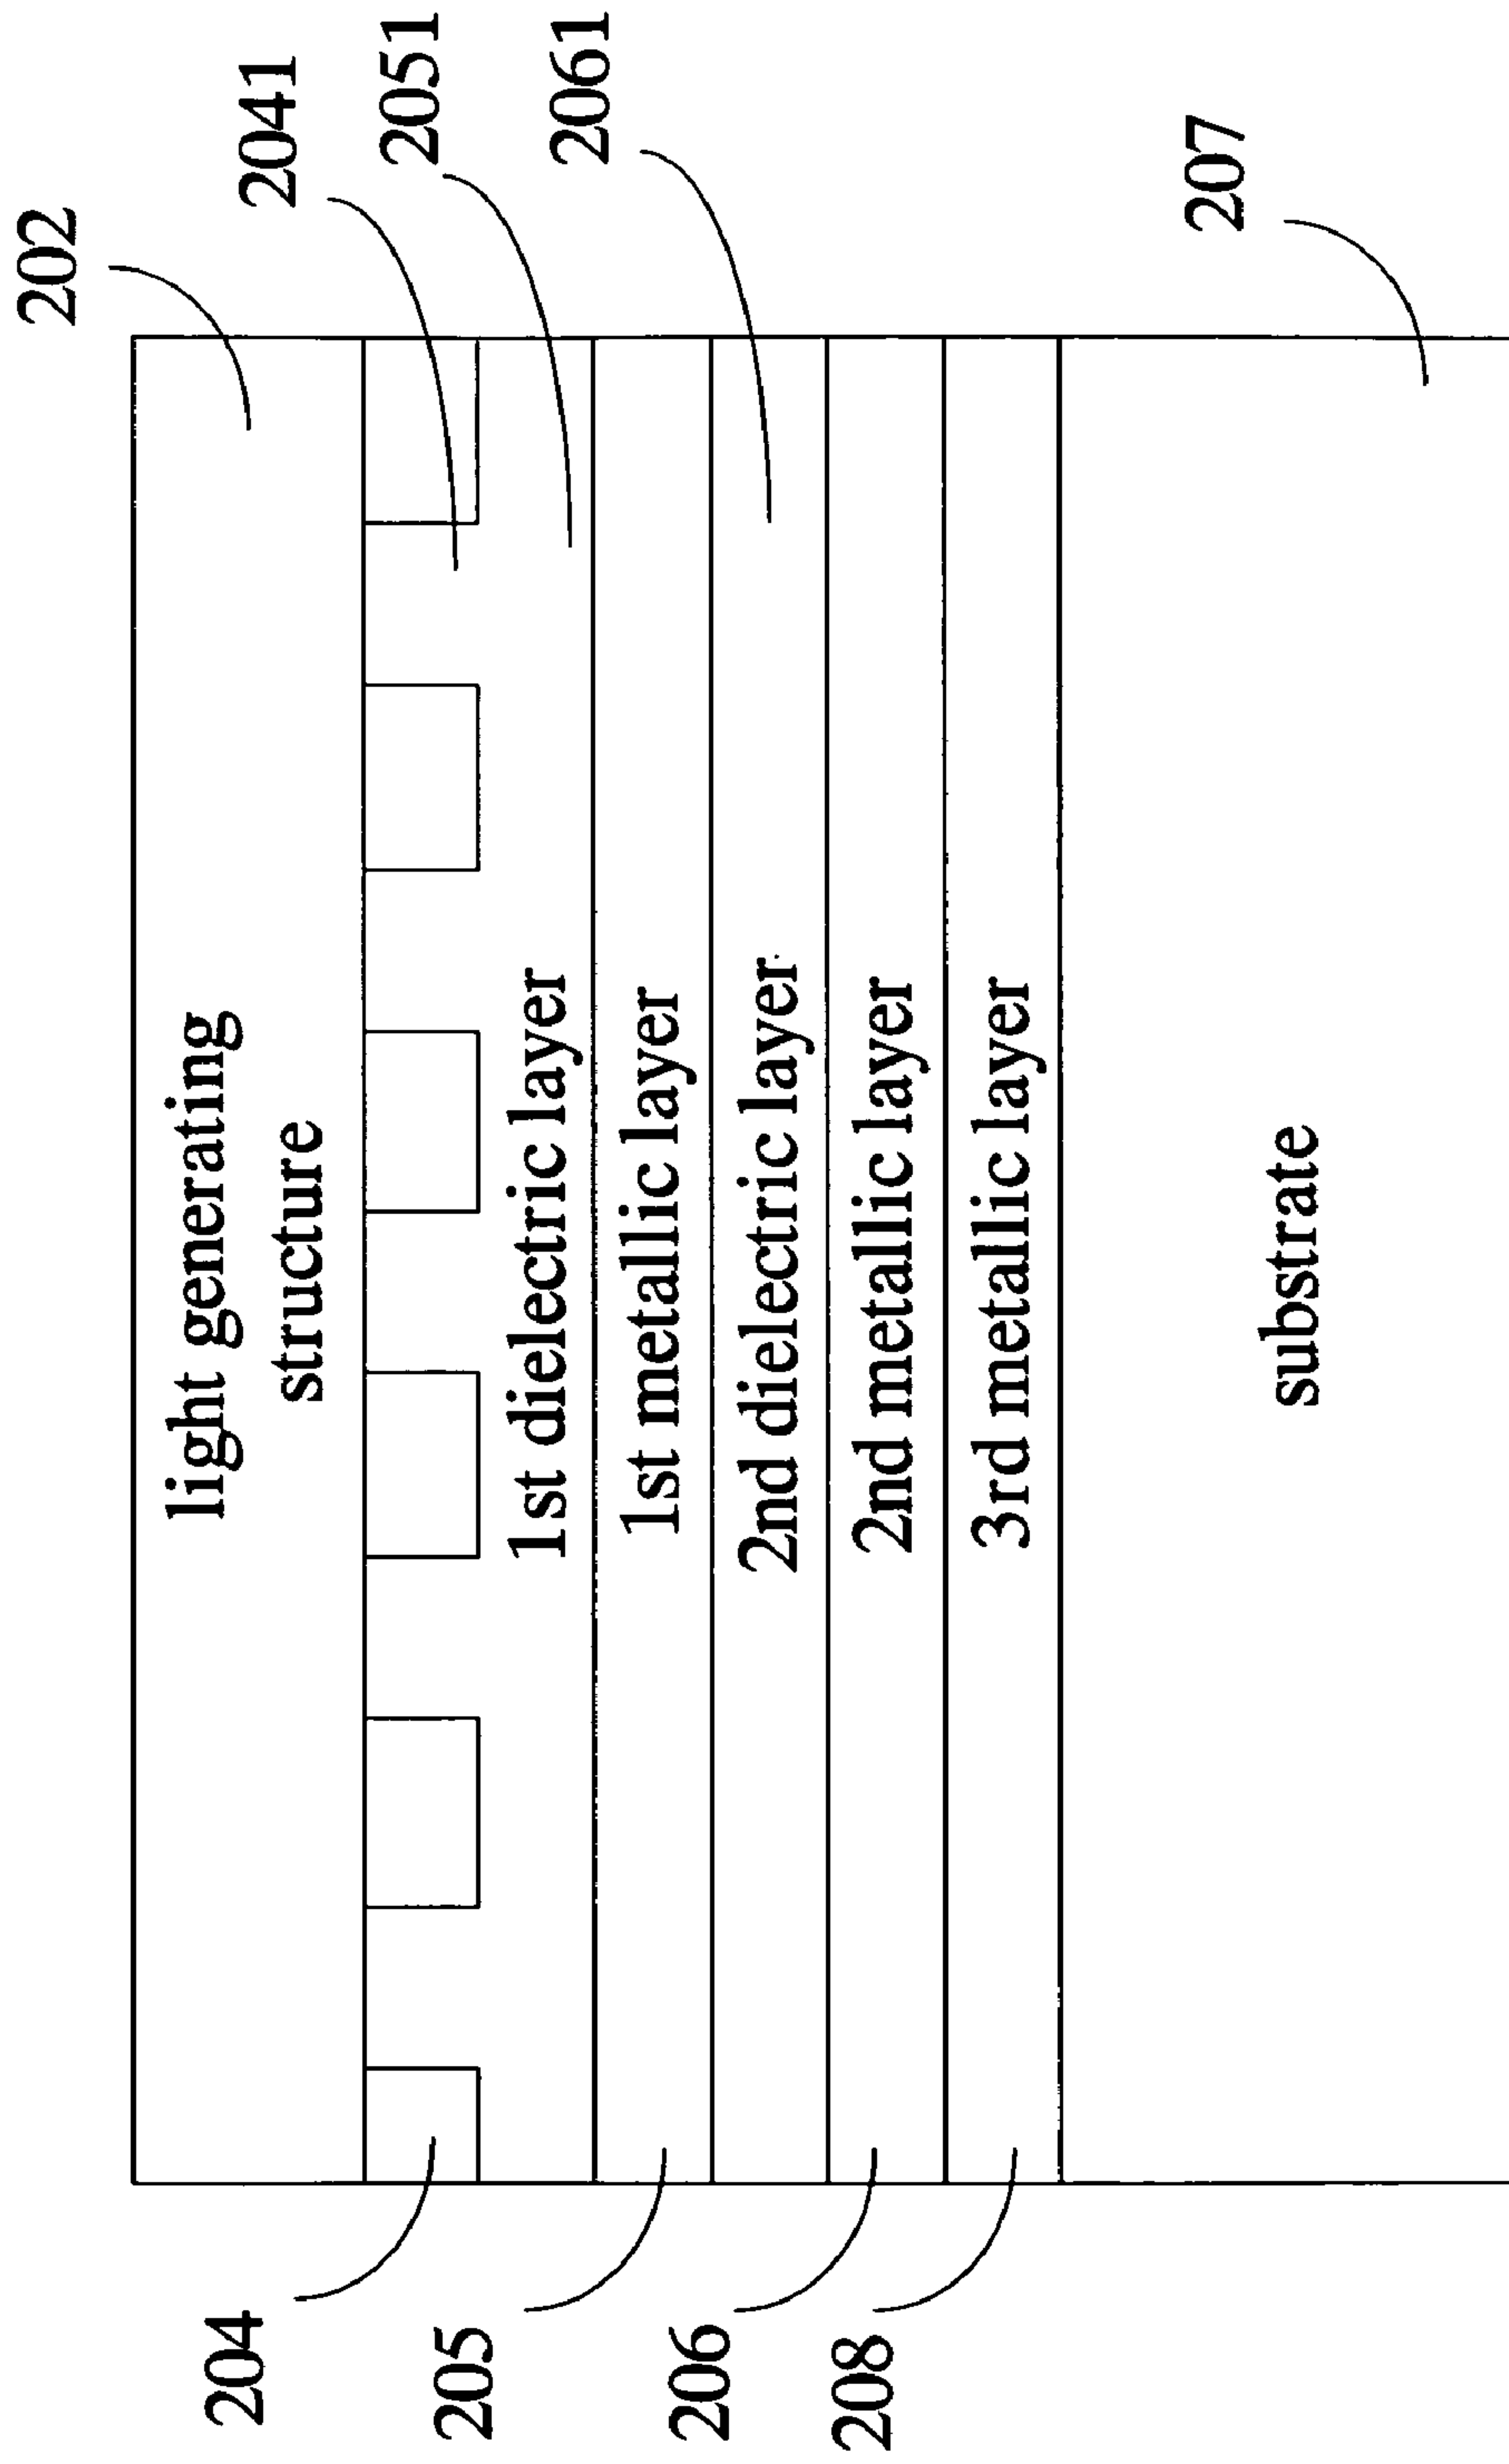 202
2041
2051
2061
207
light generating
structure
1st dielectric layer
1st metallic layer
2nd dielectric layer
2nd metallic layer
3rd metallic layer
substrate
204
205
206
208